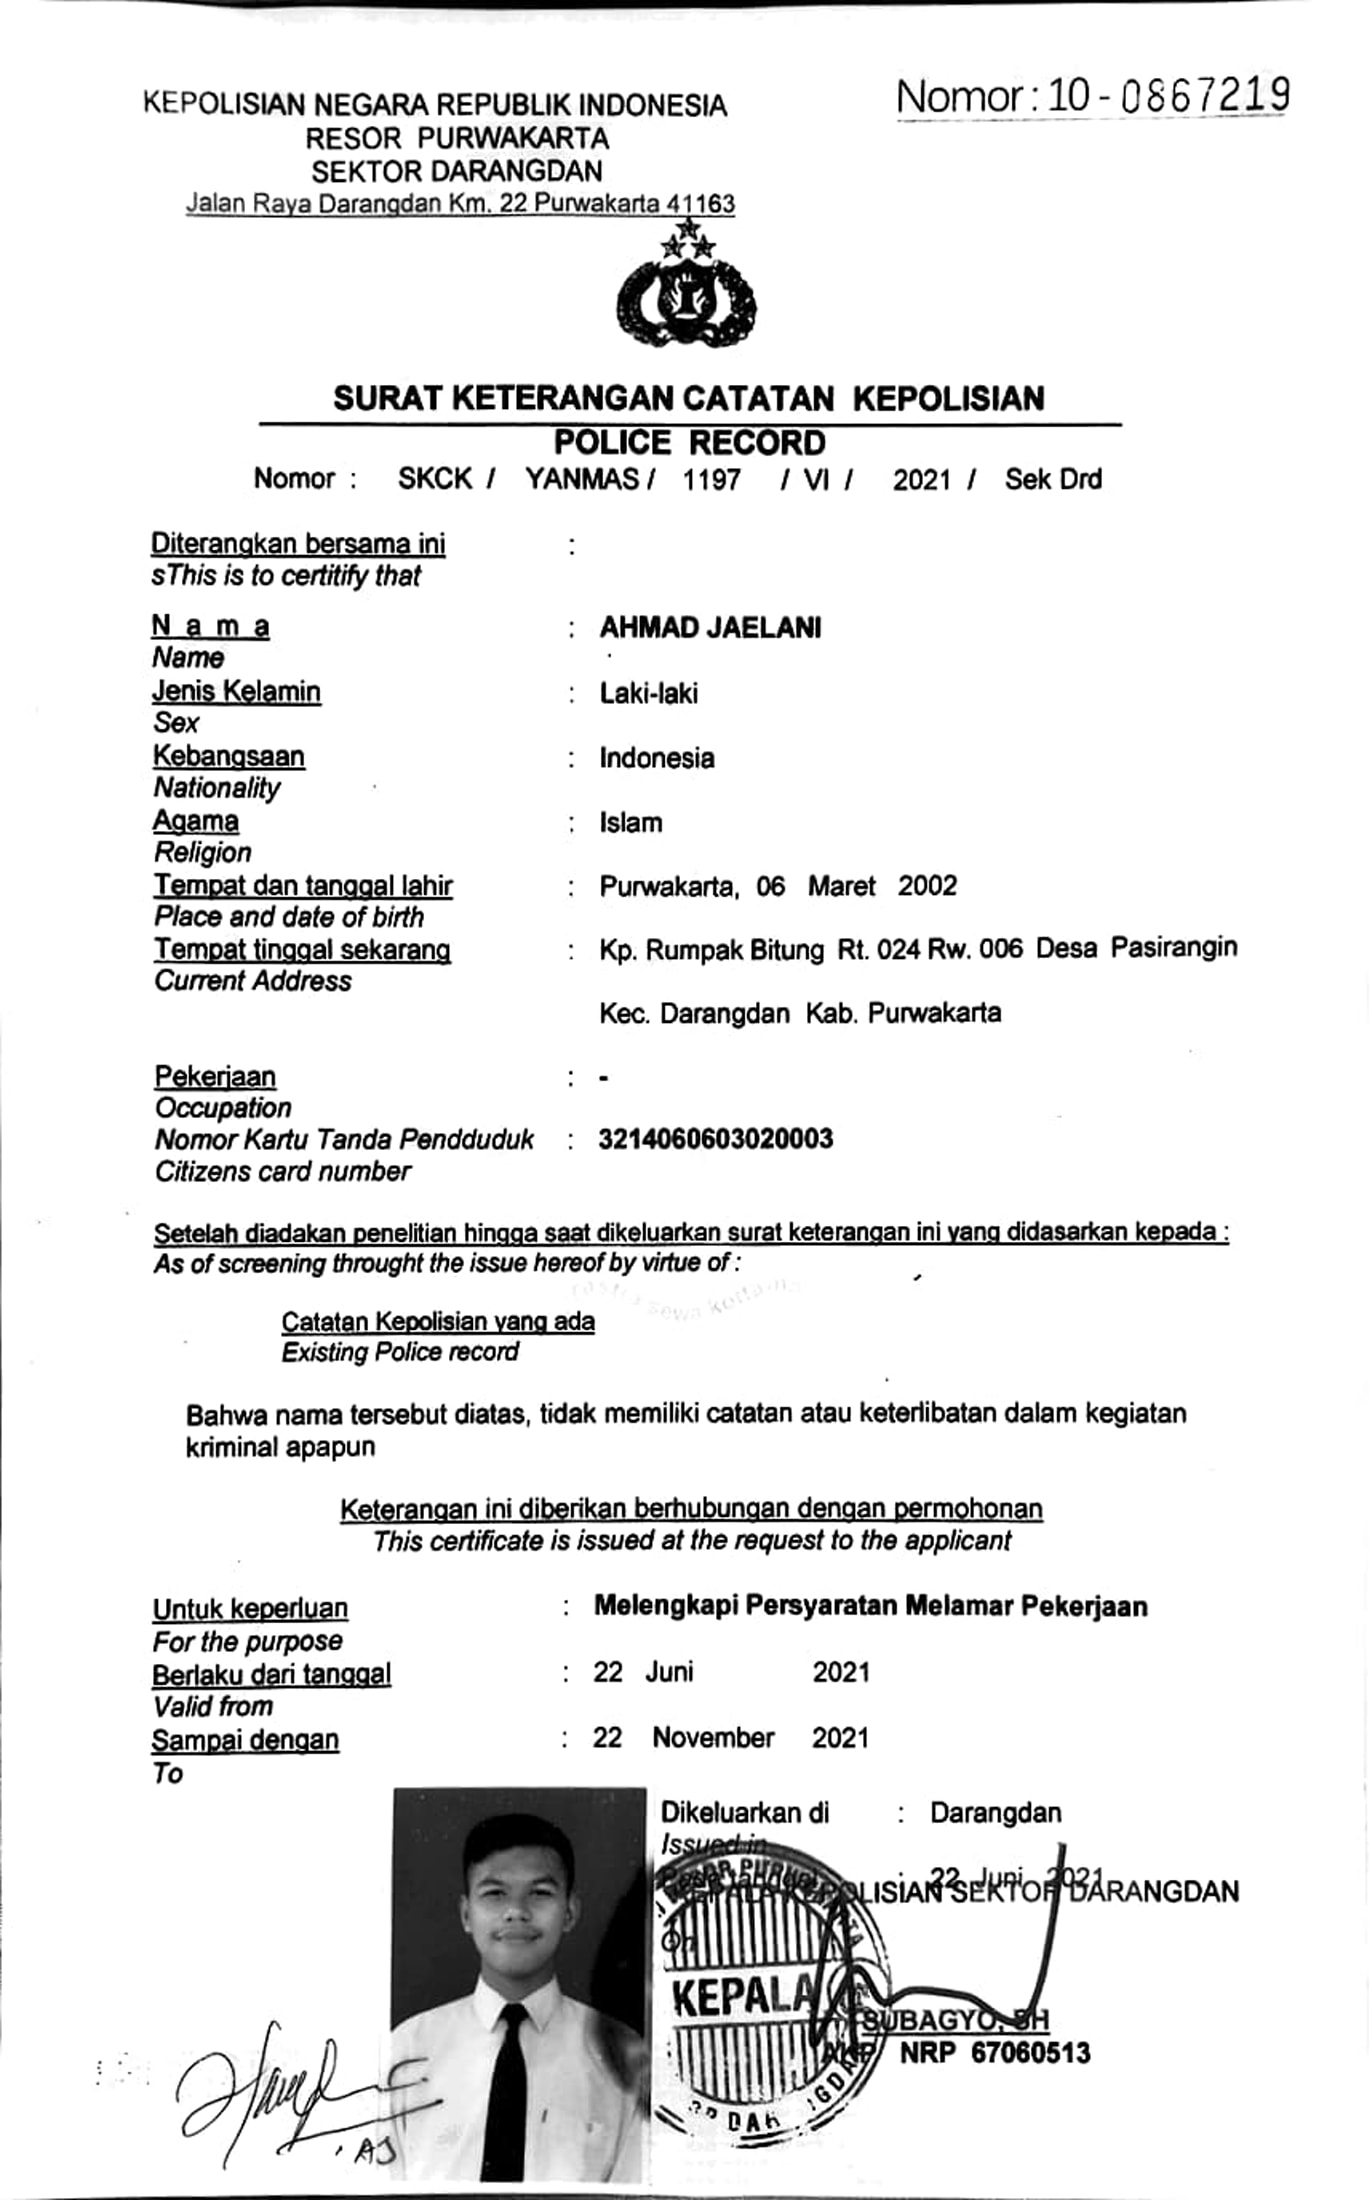 KEPOLISIAN NEGARA REPUBLIK INDONESIA
RESOR PURWAKARTA
SEKTOR DARANGDAN
Jalan Raya Darangdan Km. 22 Purwakarta 41163
Nomor : 10 - 0867219
SURAT KETERANGAN CATATAN KEPOLISIAN
POLICE RECORD
Nomor : SKCK / YANMAS / 1197 / VI / 2021 / Sek Drd
Diterangkan bersama ini :
sThis is to certitify that
N a m a : AHMAD JAELANI
Name
Jenis Kelamin : Laki-laki
Sex
Kebangsaan : Indonesia
Nationality
Agama : Islam
Religion
Tempat dan tanggal lahir : Purwakarta, 06 Maret 2002
Place and date of birth
Tempat tinggal sekarang : Kp. Rumpak Bitung Rt. 024 Rw. 006 Desa Pasirangin
Current Address
Kec. Darangdan Kab. Purwakarta
Pekerjaan : -
Occupation
Nomor Kartu Tanda Pendduduk : 3214060603020003
Citizens card number
Setelah diadakan penelitian hingga saat dikeluarkan surat keterangan ini yang didasarkan kepada :
As of screening throught the issue hereof by virtue of :
Catatan Kepolisian yang ada
Existing Police record
Bahwa nama tersebut diatas, tidak memiliki catatan atau keterlibatan dalam kegiatan
kriminal apapun
Keterangan ini diberikan berhubungan dengan permohonan
This certificate is issued at the request to the applicant
Untuk keperluan : Melengkapi Persyaratan Melamar Pekerjaan
For the purpose
Berlaku dari tanggal : 22 Juni 2021
Valid from
Sampai dengan : 22 November 2021
To
Dikeluarkan di : Darangdan
Issued in
: 22 Juni 2021
SEKTOR DARANGDAN
KEPALA
SUBAGYO, SH
AKP NRP 67060513
AJ